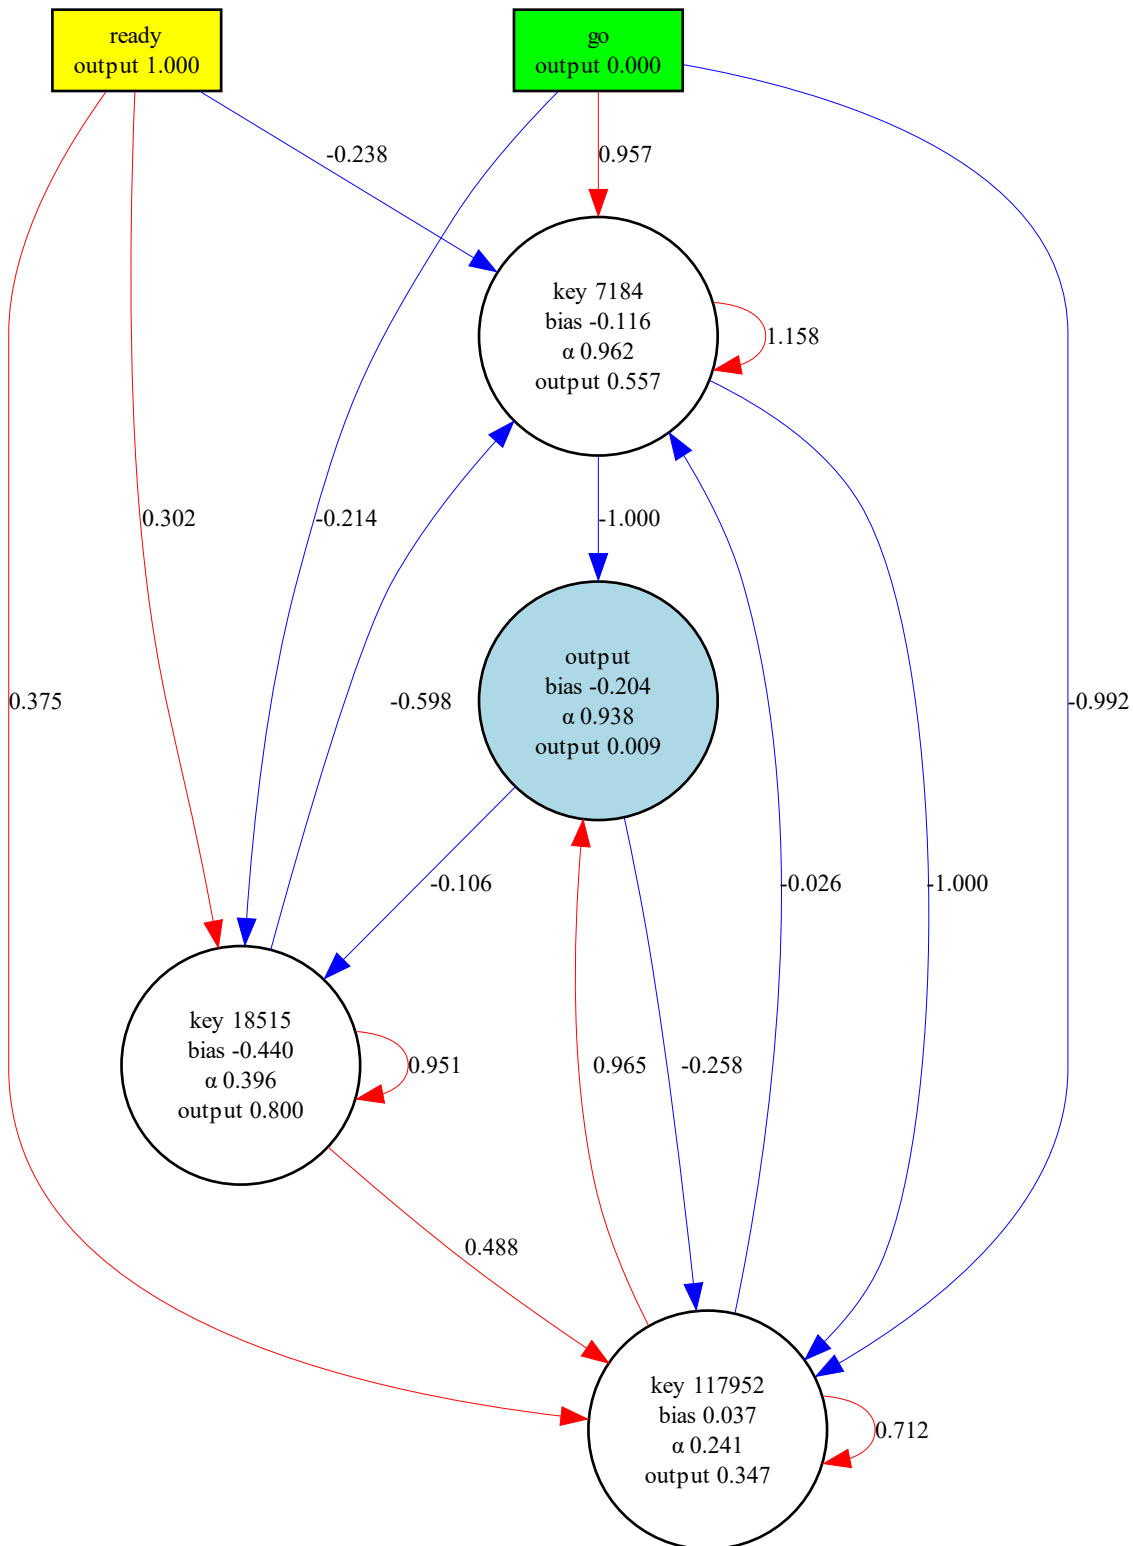 ready
output 1.000
go
output 0.000
-0.238
0.957
key 7184
bias -0.116
α 0.962
output 0.557
1.158
0.302
-0.214
-1.000
output
bias -0.204
α 0.938
output 0.009
0.375
-0.598
-0.992
-0.106
-0.026
-1.000
key 18515
bias -0.440
α 0.396
output 0.800
0.951
0.965
-0.258
0.488
key 117952
bias 0.037
α 0.241
output 0.347
0.712